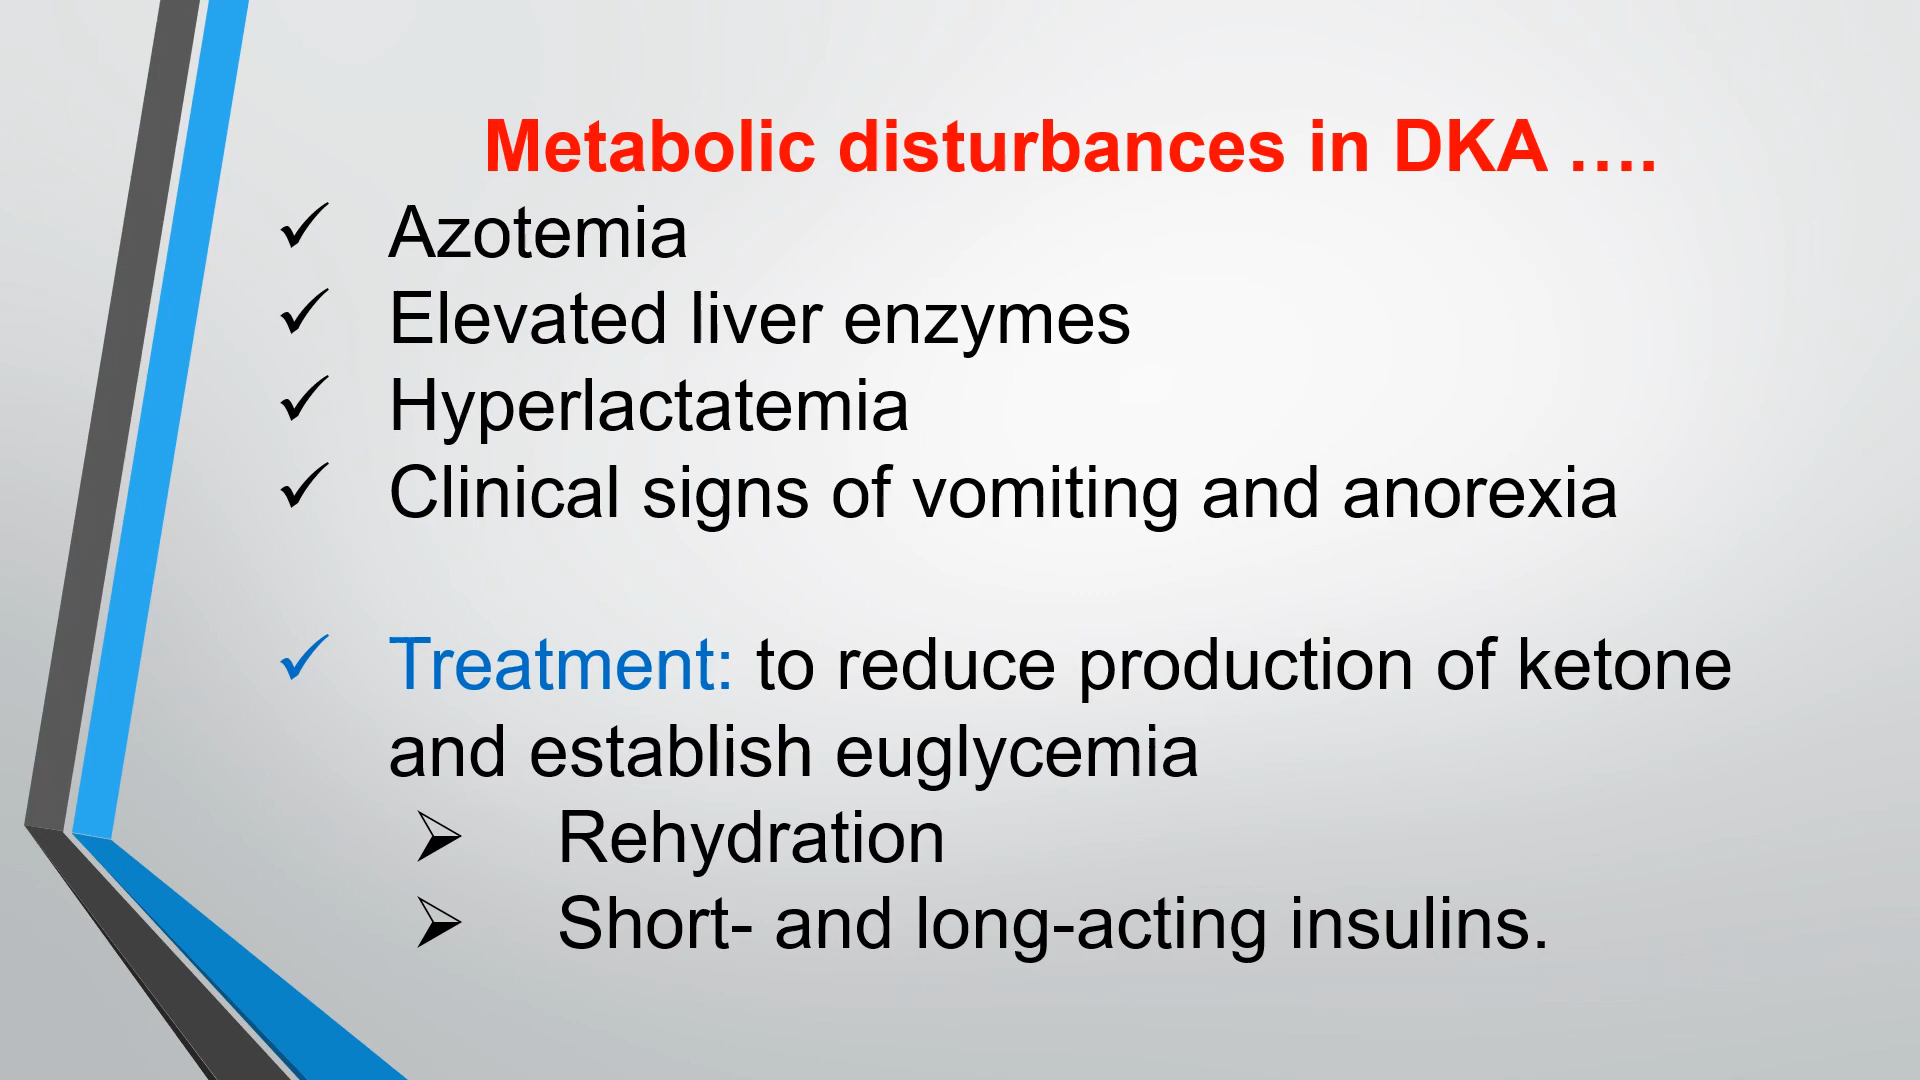 Metabolic disturbances in DKA ….
✓ Azotemia
✓ Elevated liver enzymes
✓ Hyperlactatemia
✓ Clinical signs of vomiting and anorexia
✓ Treatment: to reduce production of ketone
and establish euglycemia
➢ Rehydration
➢ Short- and long-acting insulins.